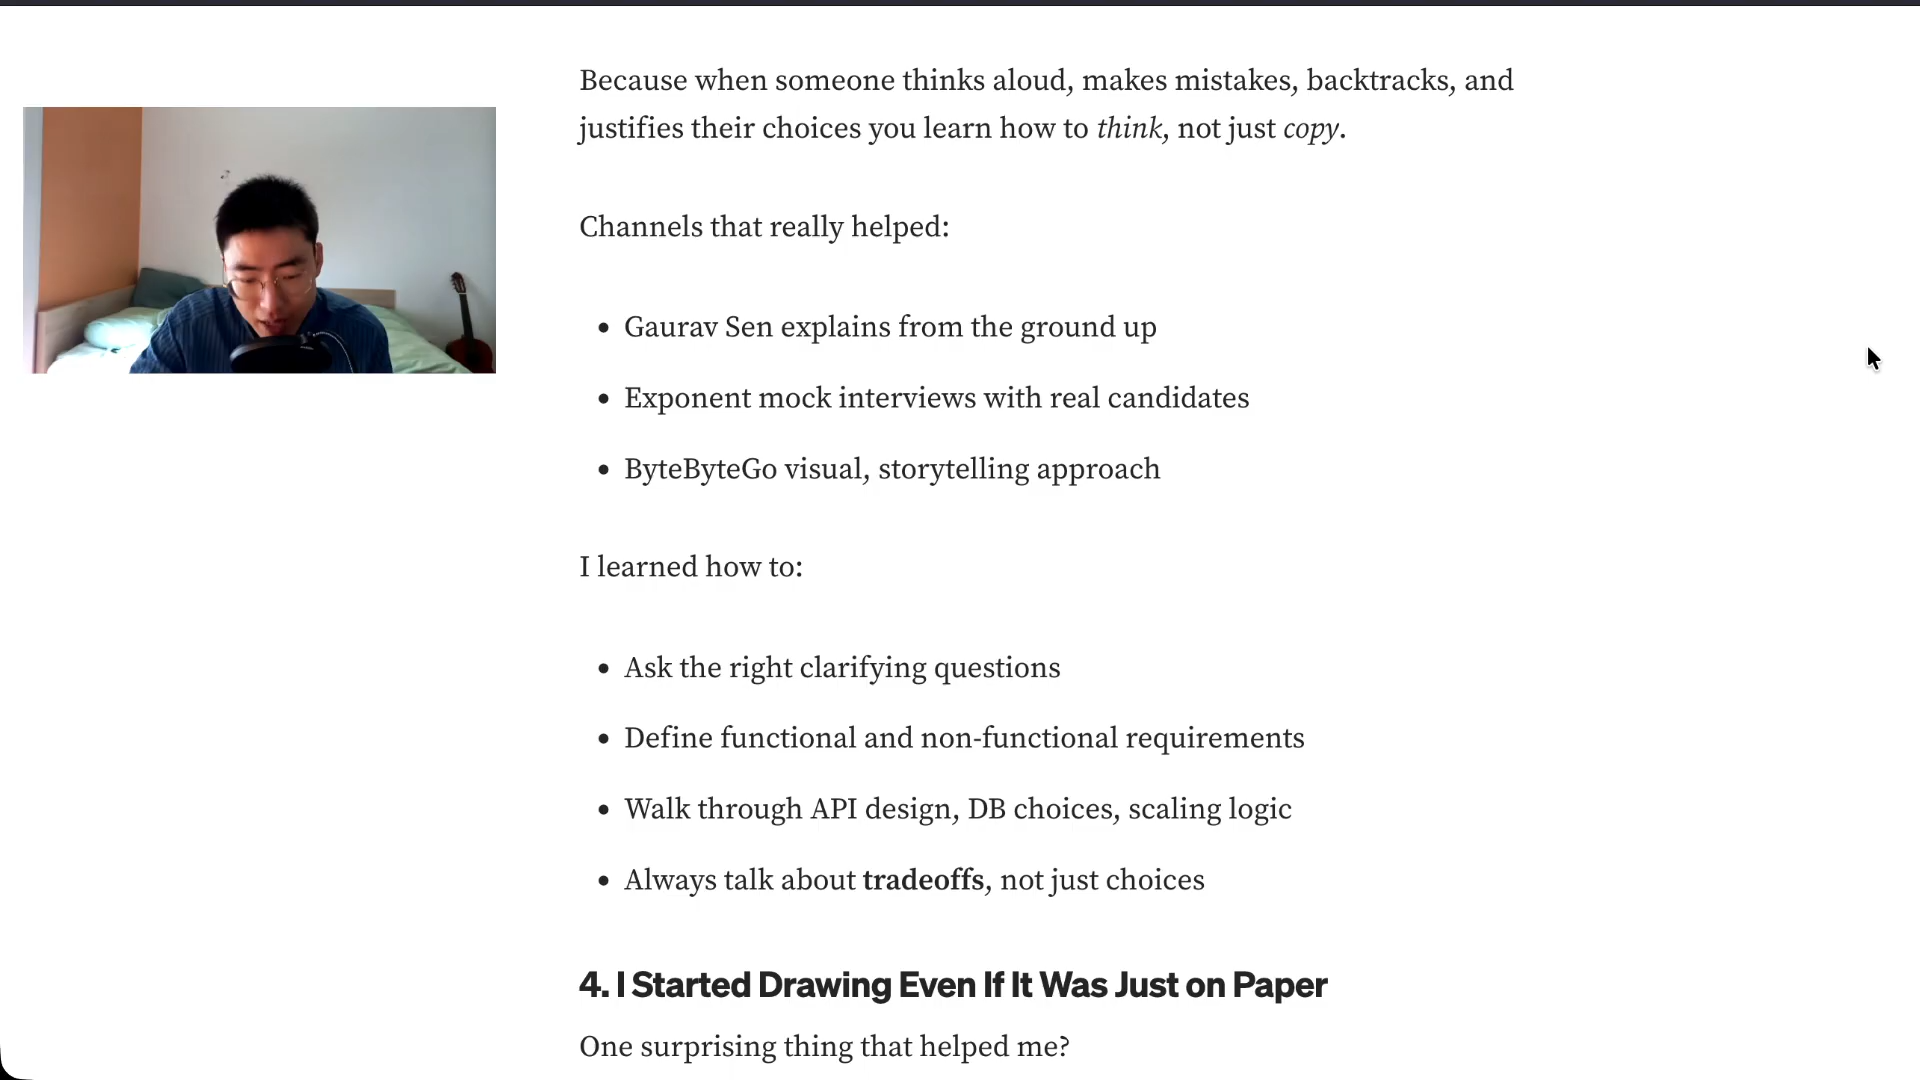 Because when someone thinks aloud, makes mistakes, backtracks, and
justifies their choices you learn how to think, not just copy.
Channels that really helped:
• Gaurav Sen explains from the ground up
• Exponent mock interviews with real candidates
• ByteByteGo visual, storytelling approach
I learned how to:
• Ask the right clarifying questions
• Define functional and non-functional requirements
• Walk through API design, DB choices, scaling logic
• Always talk about tradeoffs, not just choices
4. I Started Drawing Even If It Was Just on Paper
One surprising thing that helped me?